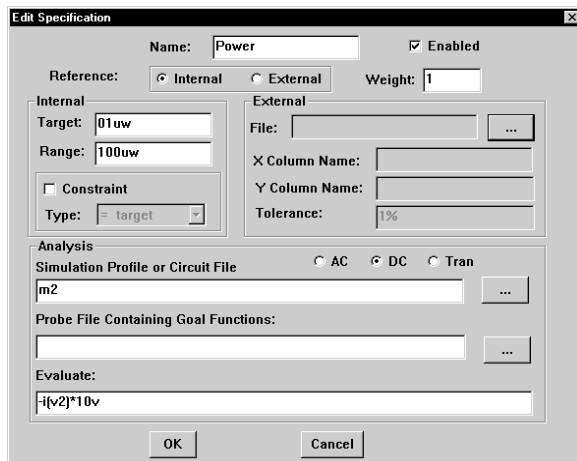 Edit Specification
Name: Power Enabled
Reference: Internal External Weight: 1
Internal
Target: 01uw
Range: 100uw
Constraint
Type: = target
External
File: ...
X Column Name:
Y Column Name:
Tolerance: 1%
Analysis
Simulation Profile or Circuit File AC DC Tran
m2 ...
Probe File Containing Goal Functions:
...
Evaluate:
-i(v2)*10v
OK Cancel